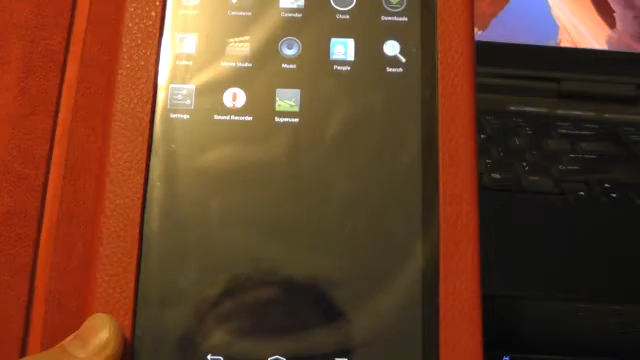 Calculator Calendar Clock Downloads
Gallery Movie Studio Music People Search
Settings Sound Recorder Superuser